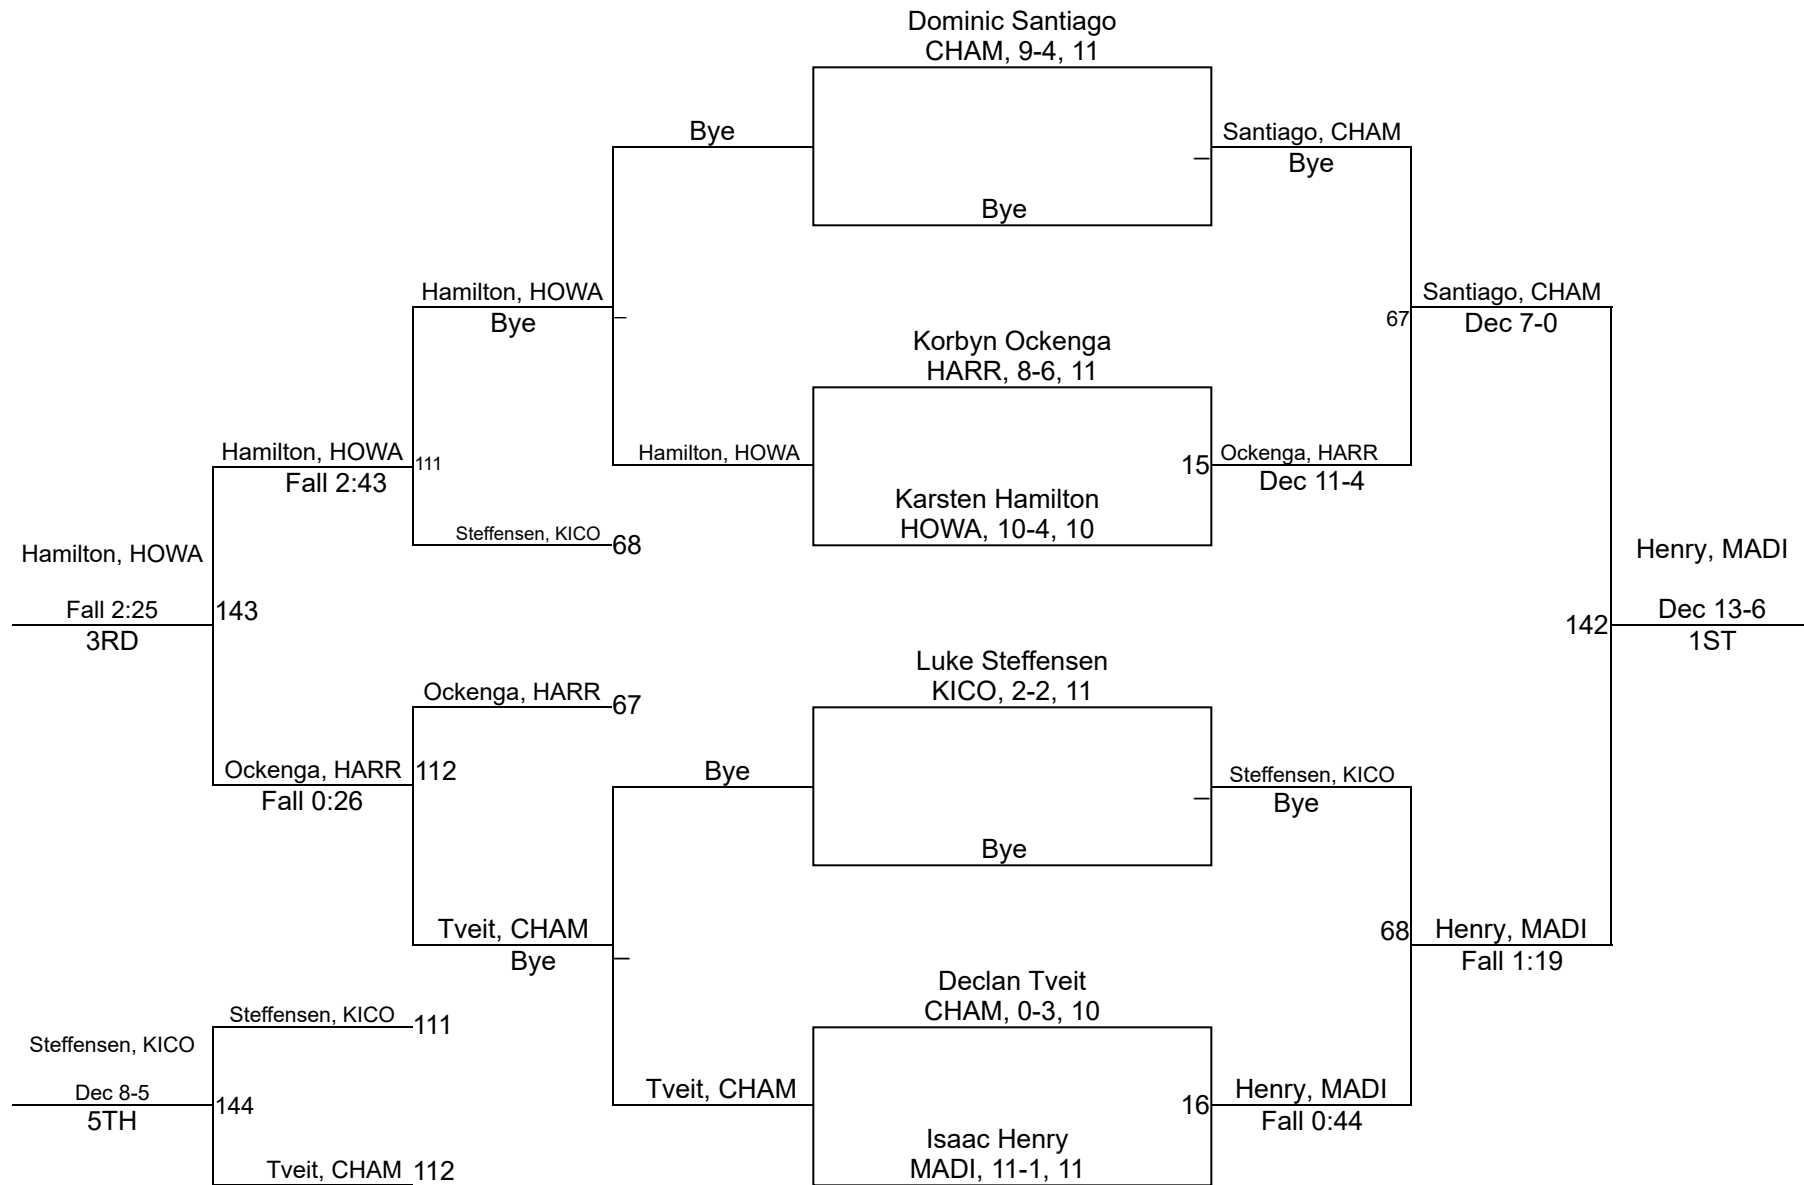 Dominic Santiago
CHAM, 9-4, 11
Bye
Santiago, CHAM
Bye
Bye
Hamilton, HOWA
Bye
Santiago, CHAM
67
Dec 7-0
Korbyn Ockenga
HARR, 8-6, 11
Hamilton, HOWA
111
Fall 2:43
Hamilton, HOWA
15
Ockenga, HARR
Dec 11-4
Karsten Hamilton
HOWA, 10-4, 10
Steffensen, KICO
68
Hamilton, HOWA
Fall 2:25
143
3RD
Henry, MADI
142
Dec 13-6
1ST
Luke Steffensen
KICO, 2-2, 11
Ockenga, HARR
67
Ockenga, HARR
112
Fall 0:26
Bye
Steffensen, KICO
Bye
Bye
Tveit, CHAM
Bye
68
Henry, MADI
Fall 1:19
Declan Tveit
CHAM, 0-3, 10
Steffensen, KICO
111
Steffensen, KICO
Dec 8-5
144
5TH
Tveit, CHAM
16
Henry, MADI
Fall 0:44
Isaac Henry
MADI, 11-1, 11
Tveit, CHAM
112